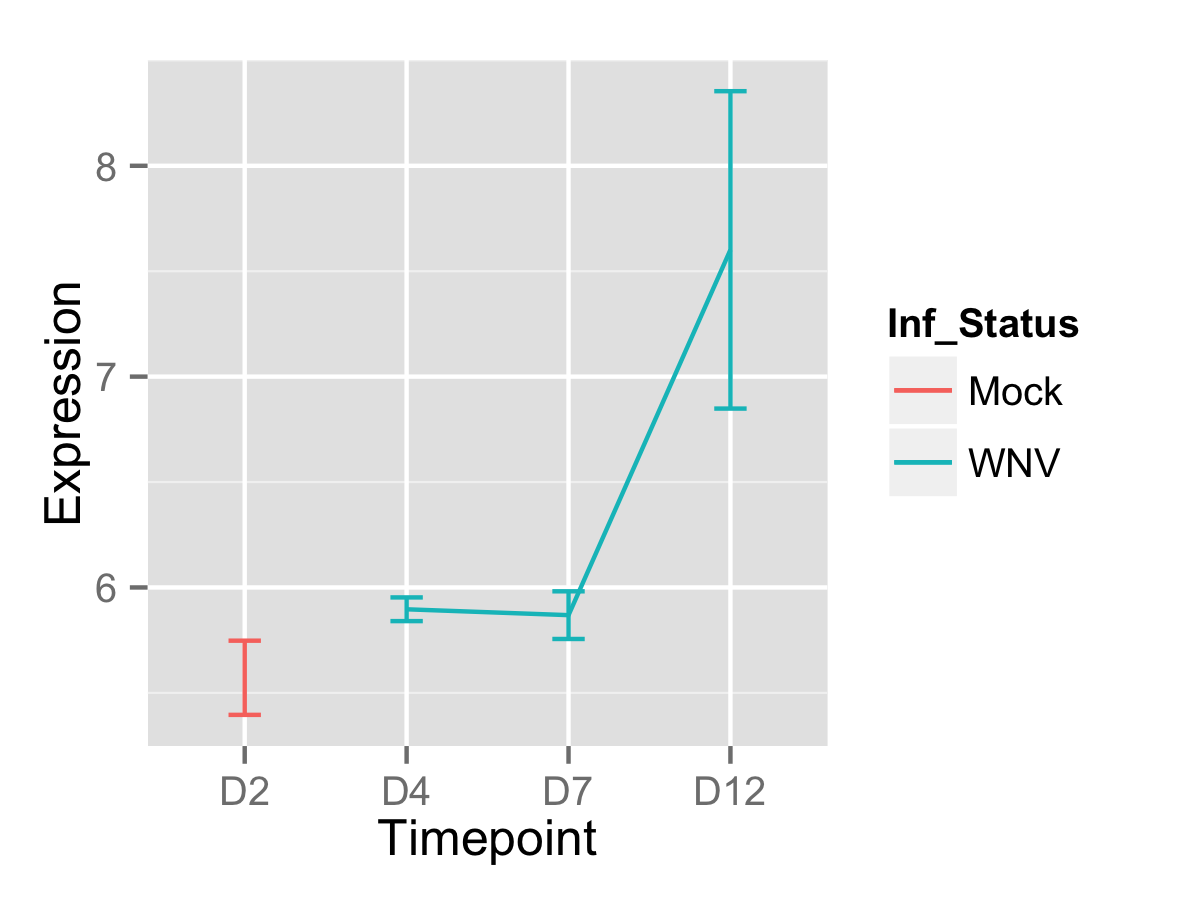 8
7
6
Expression
D2 D4 D7 D12
Timepoint
Inf_Status
Mock
WNV